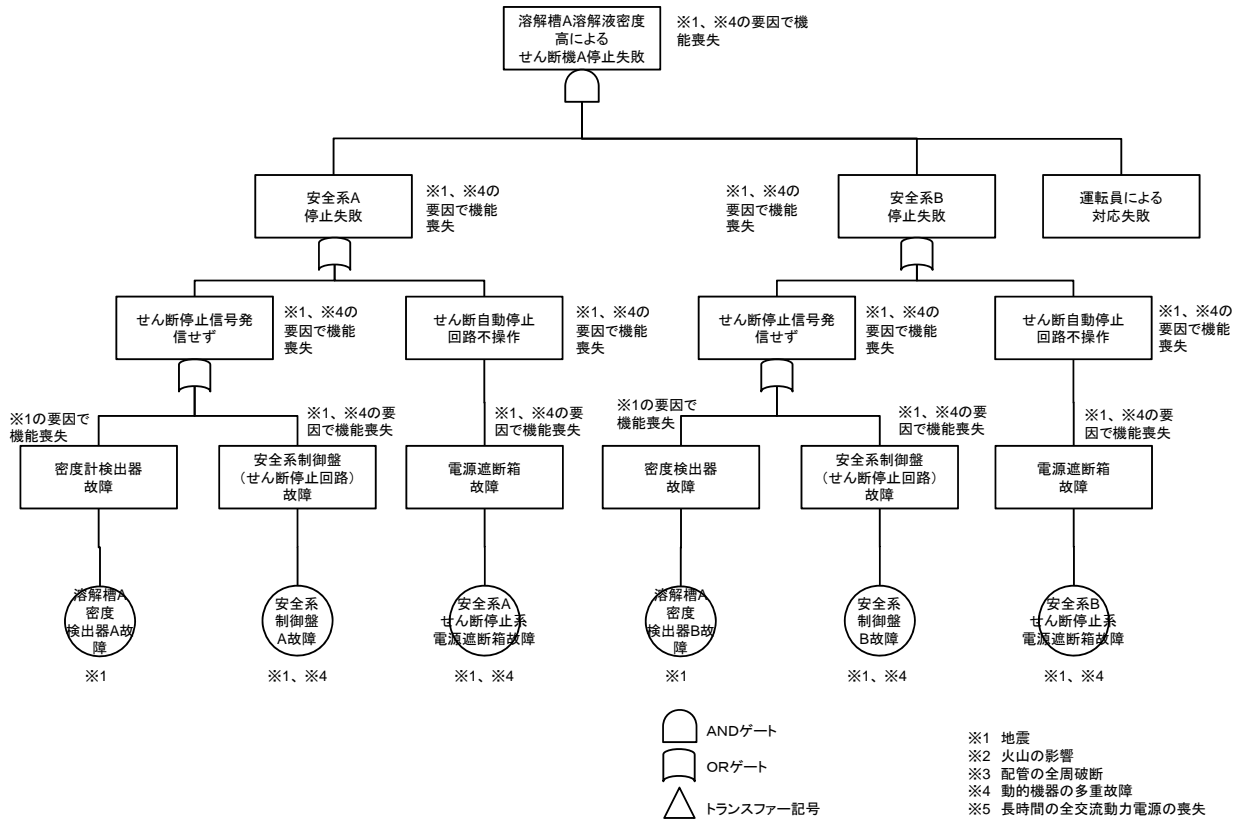 溶解槽A溶解液密度
高による
せん断機A停止失敗
※1、※4の要因で機
能喪失
安全系A
停止失敗
※1、※4の
要因で機能
喪失
※1、※4の
要因で機能
喪失
安全系B
停止失敗
運転員による
対応失敗
せん断停止信号発
信せず
※1、※4の
要因で機能
喪失
せん断自動停止
回路不操作
※1、※4の
要因で機能
喪失
せん断停止信号発
信せず
※1、※4の
要因で機能
喪失
せん断自動停止
回路不操作
※1、※4の
要因で機能
喪失
※1の要因で
機能喪失
※1、※4の要
因で機能喪失
※1、※4の要
因で機能喪失
※1の要因で
機能喪失
※1、※4の要
因で機能喪失
※1、※4の要
因で機能喪失
密度計検出器
故障
安全系制御盤
（せん断停止回路）
故障
電源遮断箱
故障
密度検出器
故障
安全系制御盤
（せん断停止回路）
故障
電源遮断箱
故障
溶解槽A
密度
検出器A故
障
安全系
制御盤
A故障
安全系A
せん断停止系
電源遮断箱故障
溶解槽A
密度
検出器B故
障
安全系
制御盤
B故障
安全系B
せん断停止系
電源遮断箱故障
※1
※1、※4
※1、※4
※1
※1、※4
※1、※4
ANDゲート
ORゲート
トランスファー記号
※1 地震
※2 火山の影響
※3 配管の全周破断
※4 動的機器の多重故障
※5 長時間の全交流動力電源の喪失